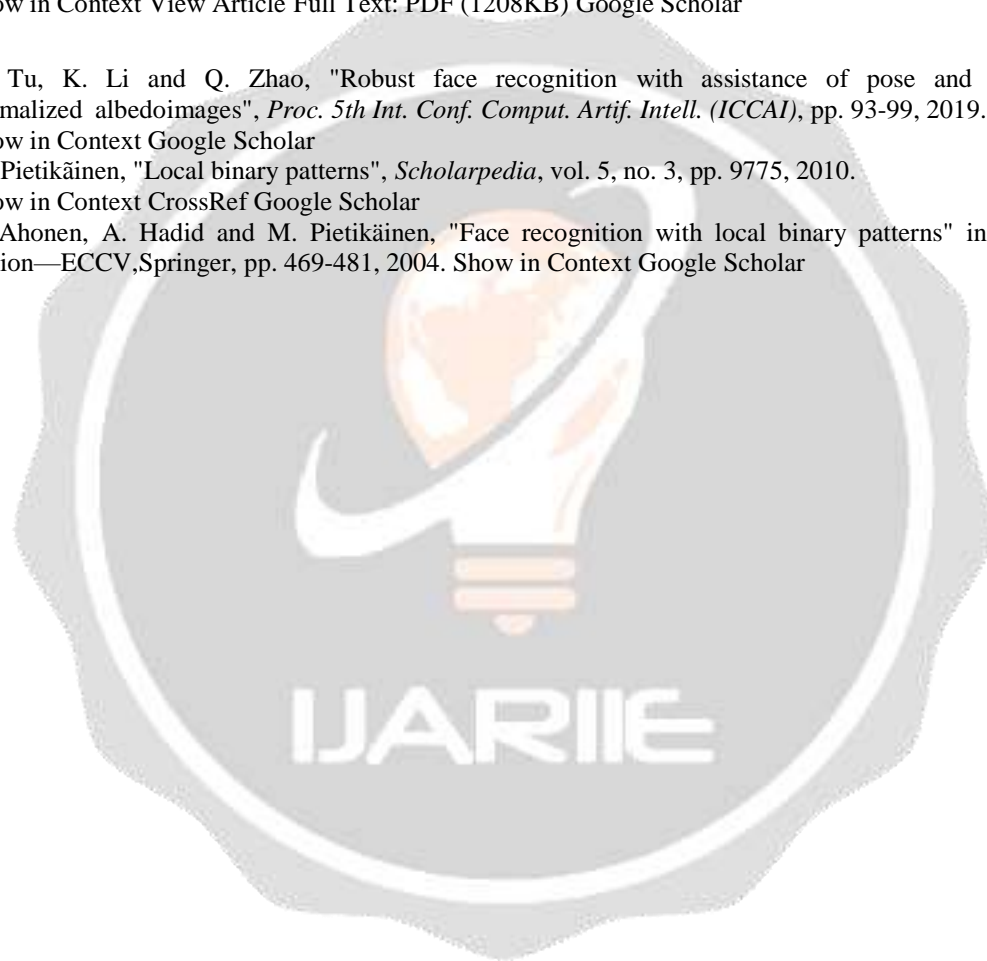 ow in Context View Article Full Text: PDF (1208KB) Google Scholar
Tu, K. Li and Q. Zhao, "Robust face recognition with assistance of pose and
malized albedoimages", Proc. 5th Int. Conf. Comput. Artif. Intell. (ICCAI), pp. 93-99, 2019.
ow in Context Google Scholar
Pietikãinen, "Local binary patterns", Scholarpedia, vol. 5, no. 3, pp. 9775, 2010.
ow in Context CrossRef Google Scholar
Ahonen, A. Hadid and M. Pietikäinen, "Face recognition with local binary patterns" in
ion—ECCV,Springer, pp. 469-481, 2004. Show in Context Google Scholar
IJARIIE